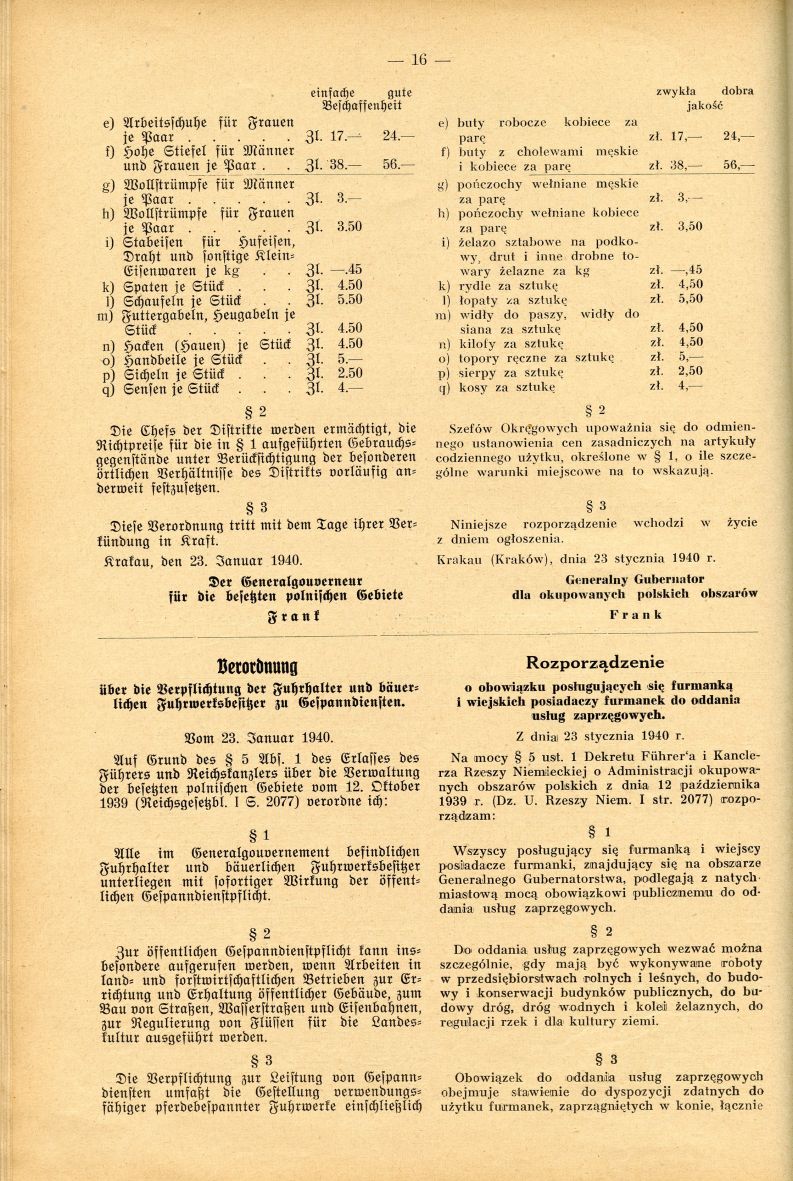 — 16 —
einfache gute
Beschaffenheit
e) Arbeitsschuhe für Frauen
je Paar . . . . . Zl. 17.— 24.—
f) Hohe Stiefel für Männer
und Frauen je Paar . . Zl. 38.— 56.—
g) Wollstrümpfe für Männer
je Paar . . . . . Zl. 3.—
h) Wollstrümpfe für Frauen
je Paar . . . . . Zl. 3.50
i) Stabeisen für Hufeisen,
Draht und sonstige Klein-
Eisenwaren je kg . . Zl. —.45
k) Spaten je Stück . . . Zl. 4.50
l) Schaufeln je Stück . . Zl. 5.50
m) Futtergabeln, Heugabeln je
Stück . . . . . Zl. 4.50
n) Hacken (Hauen) je Stück Zl. 4.50
o) Handbeile je Stück . . Zl. 5.—
p) Sicheln je Stück . . . Zl. 2.50
q) Sensen je Stück . . . Zl. 4.—
§ 2
Die Chefs der Distrikte werden ermächtigt, die
Richtpreise für die in § 1 aufgeführten Gebrauchs-
gegenstände unter Berücksichtigung der besonderen
örtlichen Verhältnisse des Distrikts vorläufig an-
derweit festzusetzen.
§ 3
Diese Verordnung tritt mit dem Tage ihrer Ver-
kündung in Kraft.
Krakau, den 23. Januar 1940.
Der Generalgouverneur
für die besetzten polnischen Gebiete
Frank
zwykła dobra
jakość
e) buty robocze kobiece za
parę zł. 17,— 24,—
f) buty z cholewami męskie
i kobiece za parę zł. 38,— 56,—
g) pończochy wełniane męskie
za parę zł. 3,—
h) pończochy wełniane kobiece
za parę zł. 3,50
i) żelazo sztabowe na podko-
wy, drut i inne drobne to-
wary żelazne za kg zł. —,45
k) rydle za sztukę zł. 4,50
l) łopaty za sztukę zł. 5,50
m) widły do paszy, widły do
siana za sztukę zł. 4,50
n) kilofy za sztukę zł. 4,50
o) topory ręczne za sztukę zł. 5,—
p) sierpy za sztukę zł. 2,50
q) kosy za sztukę zł. 4,—
§ 2
Szefów Okręgowych upoważnia się do odmien-
nego ustanowienia cen zasadniczych na artykuły
codziennego użytku, określone w § 1, o ile szcze-
gólne warunki miejscowe na to wskazują.
§ 3
Niniejsze rozporządzenie wchodzi w życie
z dniem ogłoszenia.
Krakau (Kraków), dnia 23 stycznia 1940 r.
Generalny Gubernator
dla okupowanych polskich obszarów
Frank
Verordnung
über die Verpflichtung der Fuhrhalter und bäuer-
lichen Fuhrwerksbesitzer zu Gespanndiensten.
Vom 23. Januar 1940.
Auf Grund des § 5 Abs. 1 des Erlasses des
Führers und Reichskanzlers über die Verwaltung
der besetzten polnischen Gebiete vom 12. Oktober
1939 (Reichsgesetzbl. I S. 2077) verordne ich:
§ 1
Alle im Generalgouvernement befindlichen
Fuhrhalter und bäuerlichen Fuhrwerksbesitzer
unterliegen mit sofortiger Wirkung der öffent-
lichen Gespanndienstpflicht.
§ 2
Zur öffentlichen Gespanndienstpflicht kann ins-
besondere aufgerufen werden, wenn Arbeiten in
land- und forstwirtschaftlichen Betrieben zur Er-
richtung und Erhaltung öffentlicher Gebäude, zum
Bau von Straßen, Wasserstraßen und Eisenbahnen,
zur Regulierung von Flüssen für die Landes-
kultur ausgeführt werden.
§ 3
Die Verpflichtung zur Leistung von Gespann-
diensten umfaßt die Gestellung verwendungs-
fähiger pferdebespannter Fuhrwerke einschließlich
Rozporządzenie
o obowiązku posługujących się furmanką
i wiejskich posiadaczy furmanek do oddania
usług zaprzęgowych.
Z dnia 23 stycznia 1940 r.
Na mocy § 5 ust. 1 Dekretu Führer'a i Kancle-
rza Rzeszy Niemieckiej o Administracji okupowa-
nych obszarów polskich z dnia 12 października
1939 r. (Dz. U. Rzeszy Niem. I str. 2077) rozpo-
rządzam:
§ 1
Wszyscy posługujący się furmanką i wiejscy
posiadacze furmanki, znajdujący się na obszarze
Generalnego Gubernatorstwa, podlegają z natych-
miastową mocą obowiązkowi publicznemu do od-
dania usług zaprzęgowych.
§ 2
Do oddania usług zaprzęgowych wezwać można
szczególnie, gdy mają być wykonywane roboty
w przedsiębiorstwach rolnych i leśnych, do budo-
wy i konserwacji budynków publicznych, do bu-
dowy dróg, dróg wodnych i kolei żelaznych, do
regulacji rzek i dla kultury ziemi.
§ 3
Obowiązek do oddania usług zaprzęgowych
obejmuje stawienie do dyspozycji zdatnych do
użytku furmanek, zaprzągniętych w konie, łącznie